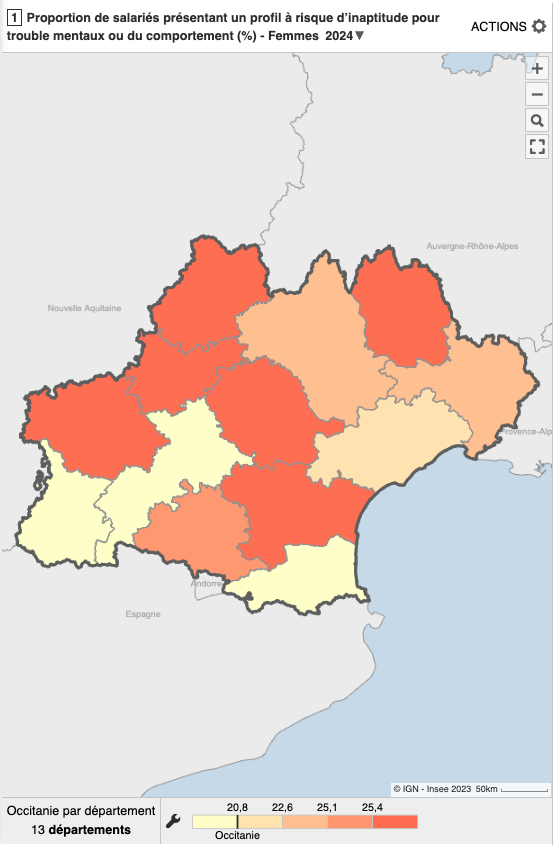 1 Proportion de salariés présentant un profil à risque d'inaptitude pour
trouble mentaux ou du comportement (%) - Femmes 2024▼
ACTIONS
+
−
Auvergne-Rhône-Alpes
Nouvelle Aquitaine
Provence-Alp
Andorre
Espagne
© IGN - Insee 2023 50km
Occitanie par département
13 départements
20,8 22,6 25,1 25,4
Occitanie